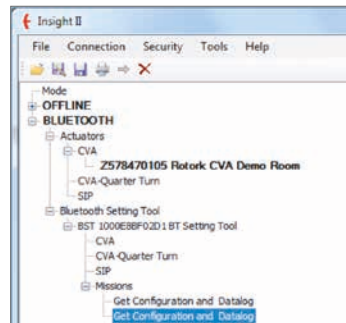 Insight II
File Connection Security Tools Help
Mode
OFFLINE
BLUETOOTH
Actuators
CVA
Z578470105 Rotork CVA Demo Room
CVA-Quarter Turn
SIP
Bluetooth Setting Tool
BST 1000E8BF02D1 BT Setting Tool
CVA
CVA-Quarter Turn
SIP
Missions
Get Configuration and Datalog
Get Configuration and Datalog